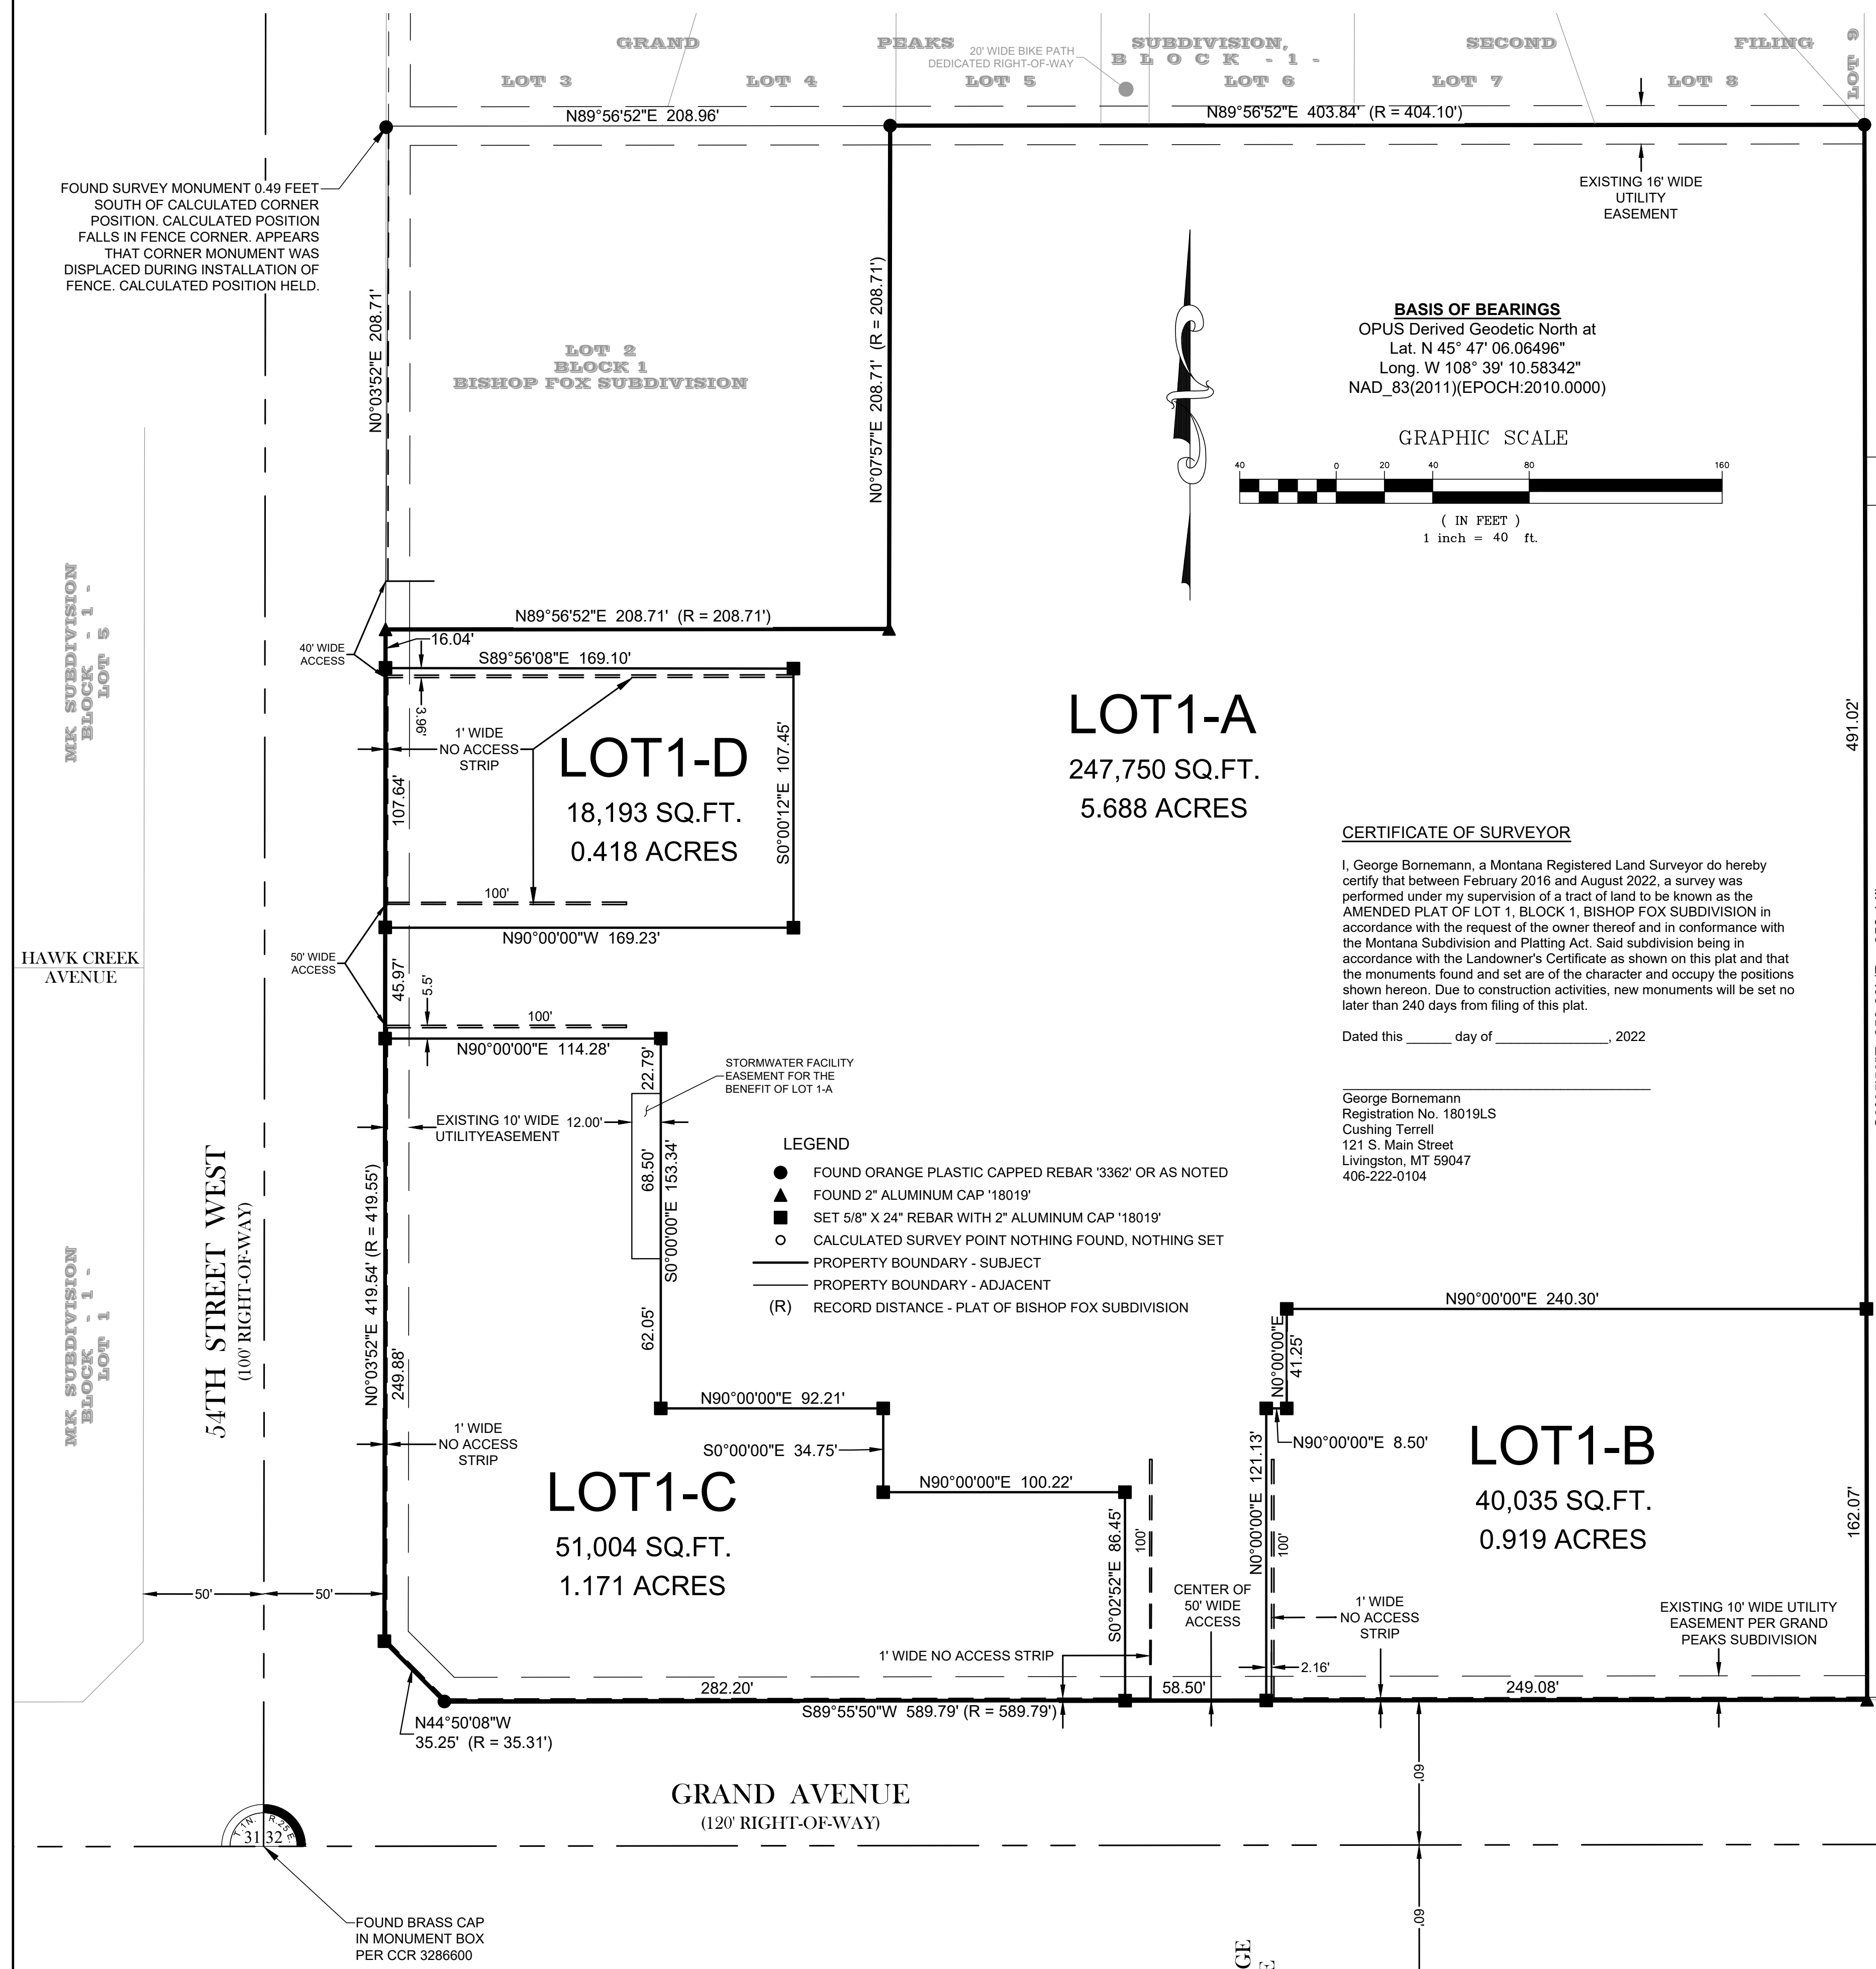 GRAND PEAKS SUBDIVISION, SECOND FILING
BLOCK - 1 -
20' WIDE BIKE PATH
DEDICATED RIGHT-OF-WAY
LOT 3
LOT 4
LOT 5
LOT 6
LOT 7
LOT 8
LOT 9
N89°56'52"E 208.96'
N89°56'52"E 403.84' (R = 404.10')
FOUND SURVEY MONUMENT 0.49 FEET
SOUTH OF CALCULATED CORNER
POSITION. CALCULATED POSITION
FALLS IN FENCE CORNER. APPEARS
THAT CORNER MONUMENT WAS
DISPLACED DURING INSTALLATION OF
FENCE. CALCULATED POSITION HELD.
EXISTING 16' WIDE
UTILITY
EASEMENT
N0°03'52"E 208.71'
N0°07'57"E 208.71' (R = 208.71')
LOT 2
BLOCK 1
BISHOP FOX SUBDIVISION
BASIS OF BEARINGS
OPUS Derived Geodetic North at
Lat. N 45° 47' 06.06496"
Long. W 108° 39' 10.58342"
NAD_83(2011)(EPOCH:2010.0000)
GRAPHIC SCALE
40 0 20 40 80 160
( IN FEET )
1 inch = 40 ft.
MK SUBDIVISION
BLOCK - 1 -
LOT 5
N89°56'52"E 208.71' (R = 208.71')
16.04'
40' WIDE
ACCESS
S89°56'08"E 169.10'
3.96'
1' WIDE
NO ACCESS
STRIP
LOT1-D
18,193 SQ.FT.
0.418 ACRES
107.64'
S0°00'12"E 107.45'
100'
N90°00'00"W 169.23'
LOT1-A
247,750 SQ.FT.
5.688 ACRES
491.02'
CERTIFICATE OF SURVEYOR
I, George Bornemann, a Montana Registered Land Surveyor do hereby
certify that between February 2016 and August 2022, a survey was
performed under my supervision of a tract of land to be known as the
AMENDED PLAT OF LOT 1, BLOCK 1, BISHOP FOX SUBDIVISION in
accordance with the request of the owner thereof and in conformance with
the Montana Subdivision and Platting Act. Said subdivision being in
accordance with the Landowner's Certificate as shown on this plat and that
the monuments found and set are of the character and occupy the positions
shown hereon. Due to construction activities, new monuments will be set no
later than 240 days from filing of this plat.
Dated this ______ day of _______________, 2022
George Bornemann
Registration No. 18019LS
Cushing Terrell
121 S. Main Street
Livingston, MT 59047
406-222-0104
HAWK CREEK
AVENUE
50' WIDE
ACCESS
45.97'
5.5'
100'
N90°00'00"E 114.28'
22.79'
STORMWATER FACILITY
EASEMENT FOR THE
BENEFIT OF LOT 1-A
EXISTING 10' WIDE
UTILITYEASEMENT
12.00'
68.50'
S0°00'00"E 153.34'
62.05'
LEGEND
FOUND ORANGE PLASTIC CAPPED REBAR '3362' OR AS NOTED
FOUND 2" ALUMINUM CAP '18019'
SET 5/8" X 24" REBAR WITH 2" ALUMINUM CAP '18019'
CALCULATED SURVEY POINT NOTHING FOUND, NOTHING SET
PROPERTY BOUNDARY - SUBJECT
PROPERTY BOUNDARY - ADJACENT
(R) RECORD DISTANCE - PLAT OF BISHOP FOX SUBDIVISION
54TH STREET WEST
(100' RIGHT-OF-WAY)
N0°03'52"E 419.54' (R = 419.55')
249.88'
MK SUBDIVISION
BLOCK - 1 -
LOT 1
1' WIDE
NO ACCESS
STRIP
N90°00'00"E 92.21'
S0°00'00"E 34.75'
N90°00'00"E 100.22'
LOT1-C
51,004 SQ.FT.
1.171 ACRES
S0°02'52"E 86.45'
100'
N90°00'00"E 240.30'
N0°00'00"E
41.25'
N90°00'00"E 8.50'
N0°00'00"E 121.13'
100'
LOT1-B
40,035 SQ.FT.
0.919 ACRES
162.07'
50'
50'
CENTER OF
50' WIDE
ACCESS
1' WIDE
NO ACCESS
STRIP
EXISTING 10' WIDE UTILITY
EASEMENT PER GRAND
PEAKS SUBDIVISION
1' WIDE NO ACCESS STRIP
2.16'
282.20'
58.50'
249.08'
S89°55'50"W 589.79' (R = 589.79')
N44°50'08"W
35.25' (R = 35.31')
GRAND AVENUE
(120' RIGHT-OF-WAY)
60'
60'
T.1N. R.25E.
31 32
FOUND BRASS CAP
IN MONUMENT BOX
PER CCR 3286600
GE